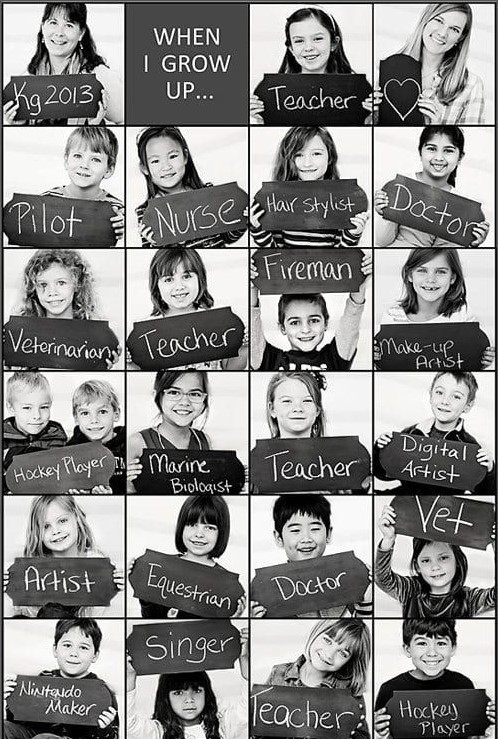 Kg 2013
WHEN
I GROW
UP...
Teacher
Pilot
Nurse
Hair Stylist
Doctor
Veterinarian
Teacher
Fireman
Make-up
Artist
Hockey Player
Marine
Biologist
Teacher
Digital
Artist
Artist
Equestrian
Doctor
Vet
Nintendo
Maker
Singer
Teacher
Hockey
Player